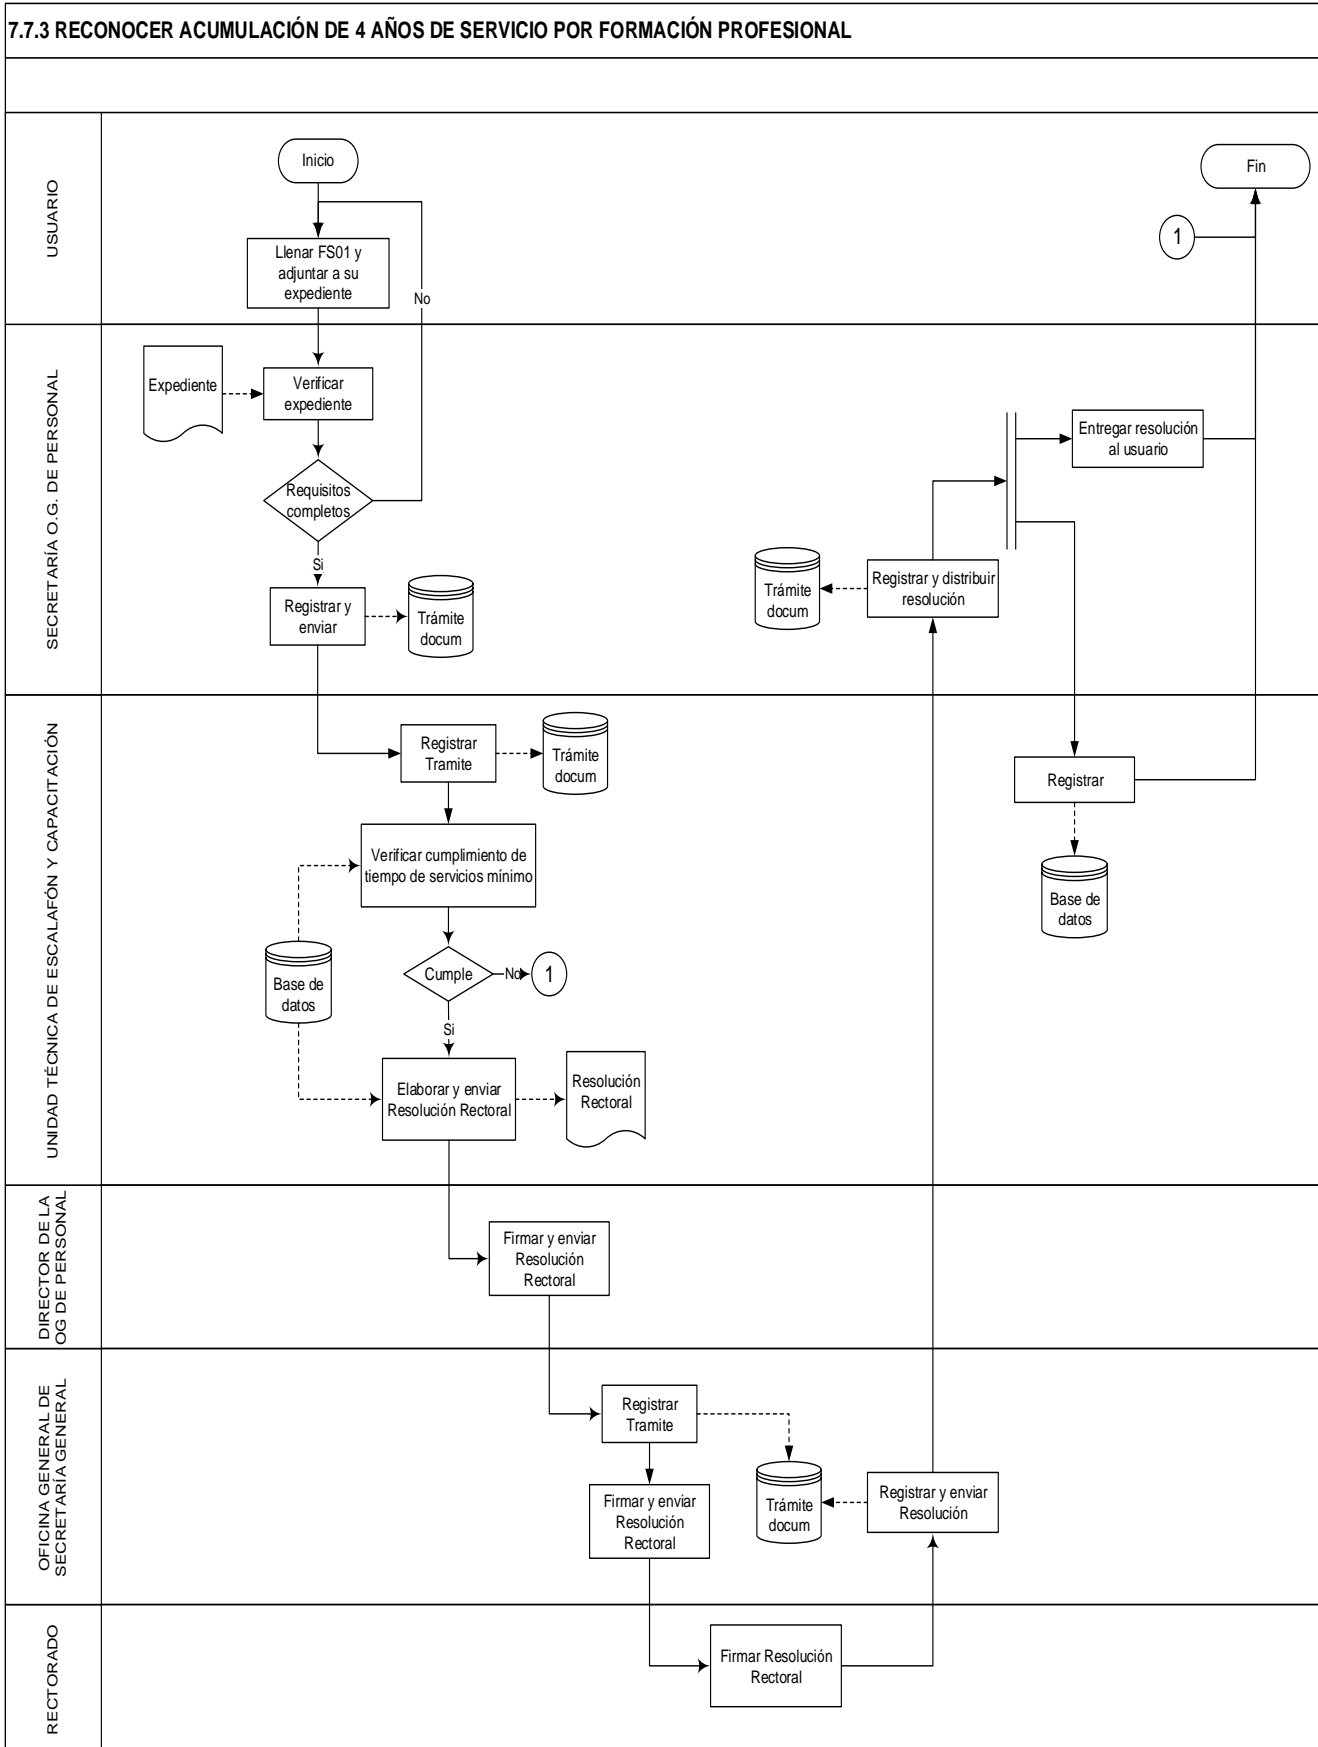 7.7.3 RECONOCER ACUMULACIÓN DE 4 AÑOS DE SERVICIO POR FORMACIÓN PROFESIONAL
USUARIO
Inicio
Llenar FS01 y
adjuntar a su
expediente
No
Fin
1
SECRETARÍA O.G. DE PERSONAL
Expediente
Verificar
expediente
Requisitos
completos
Si
Registrar y
enviar
Trámite
docum
Entregar resolución
al usuario
Registrar y distribuir
resolución
Trámite
docum
UNIDAD TÉCNICA DE ESCALAFÓN Y CAPACITACIÓN
Registrar
Tramite
Trámite
docum
Verificar cumplimiento de
tiempo de servicios mínimo
Base de
datos
Cumple
No
1
Si
Elaborar y enviar
Resolución Rectoral
Resolución
Rectoral
Registrar
Base de
datos
DIRECTOR DE LA
OG DE PERSONAL
Firmar y enviar
Resolución
Rectoral
OFICINA GENERAL DE
SECRETARÍA GENERAL
Registrar
Tramite
Firmar y enviar
Resolución
Rectoral
Trámite
docum
Registrar y enviar
Resolución
RECTORADO
Firmar Resolución
Rectoral